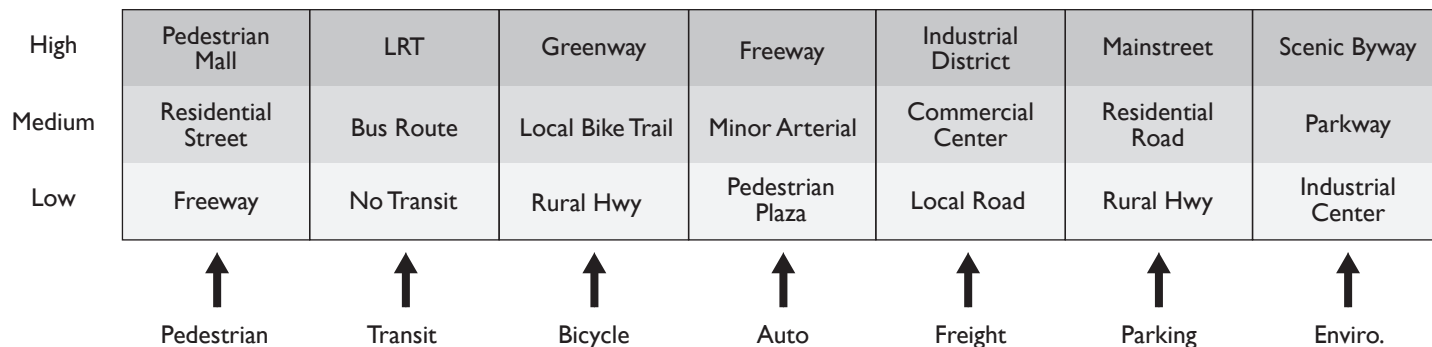 High
Pedestrian
Mall
LRT
Greenway
Freeway
Industrial
District
Mainstreet
Scenic Byway
Medium
Residential
Street
Bus Route
Local Bike Trail
Minor Arterial
Commercial
Center
Residential
Road
Parkway
Low
Freeway
No Transit
Rural Hwy
Pedestrian
Plaza
Local Road
Rural Hwy
Industrial
Center
Pedestrian
Transit
Bicycle
Auto
Freight
Parking
Enviro.